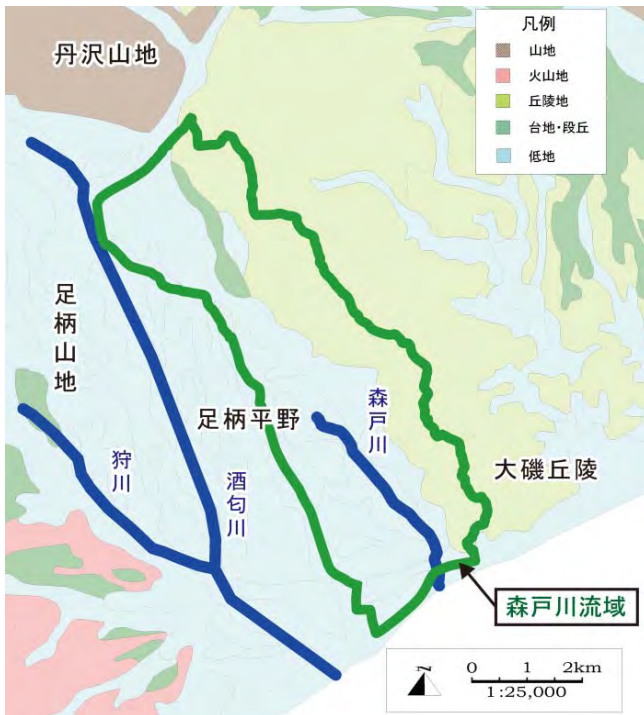 丹沢山地
凡例
山地
火山地
丘陵地
台地・段丘
低地
足柄山地
足柄平野
森戸川
大磯丘陵
狩川
酒匂川
森戸川流域
N
0 1 2km
1:25,000